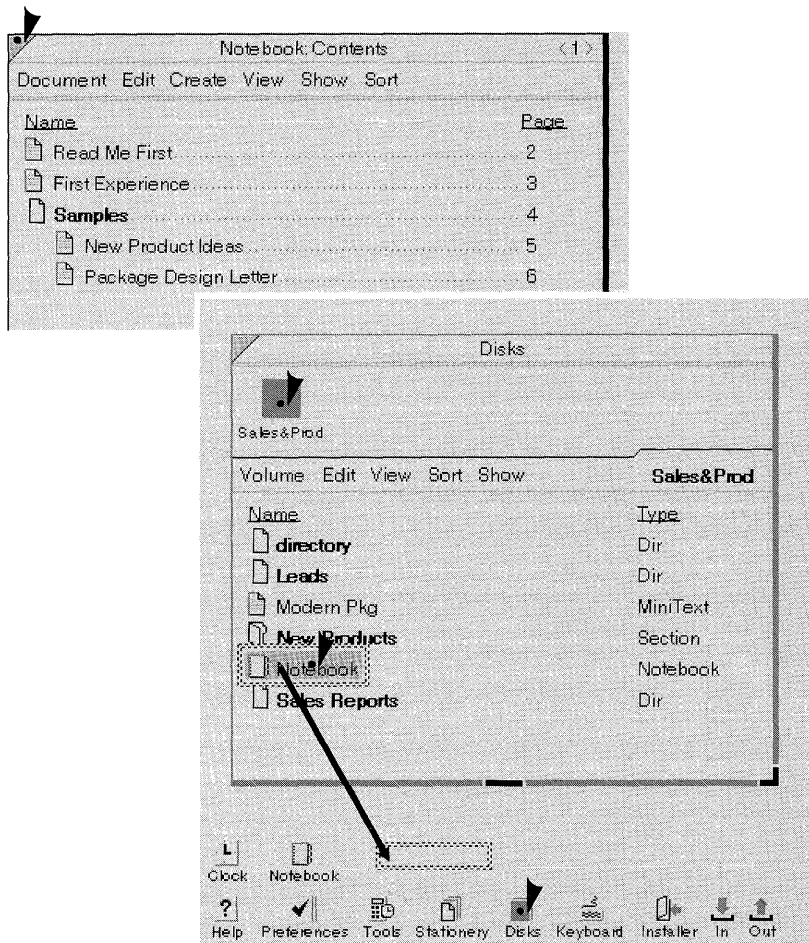 Notebook: Contents < 1 >
Document Edit Create View Show Sort
Name Page
Read Me First 2
First Experience 3
Samples 4
New Product Ideas 5
Package Design Letter 6
Disks
Sales&Prod
Volume Edit View Sort Show Sales&Prod
Name Type
directory Dir
Leads Dir
Modern Pkg MiniText
New Products Section
Notebook Notebook
Sales Reports Dir
Clock Notebook
Help Preferences Tools Stationery Disks Keyboard Installer In Out